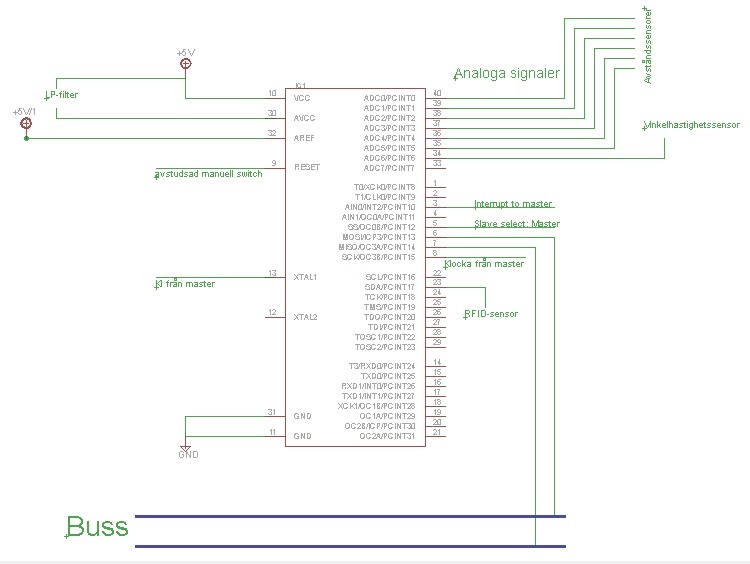 +5V
IC1
Analoga signaler
Avståndssensorer
LP-filter
+5V/1
Vinkelhastighetssensor
10 VCC
30 AVCC
32 AREF
9 RESET
avstudsad manuell switch
13 XTAL1
Kl från master
12 XTAL2
31 GND
11 GND
GND
ADC0/PCINT0 40
ADC1/PCINT1 39
ADC2/PCINT2 38
ADC3/PCINT3 37
ADC4/PCINT4 36
ADC5/PCINT5 35
ADC6/PCINT6 34
ADC7/PCINT7 33
T0/XCK0/PCINT8 1
T1/CLK0/PCINT9 2
AIN0/INT2/PCINT10 3
Interrupt to master
AIN1/OC0A/PCINT11 4
SS/OC0B/PCINT12 5
Slave select: Master
MOSI/ICP3/PCINT13 6
MISO/OC3A/PCINT14 7
SCK/OC3B/PCINT15 8
Klocka från master
SCL/PCINT16 22
SDA/PCINT17 23
TCK/PCINT18 24
TMS/PCINT19 25
TDO/PCINT20 26
RFID-sensor
TDI/PCINT21 27
TOSC1/PCINT22 28
TOSC2/PCINT23 29
T3/RXD0/PCINT24 14
TXD0/PCINT25 15
RXD1/INT0/PCINT26 16
TXD1/INT1/PCINT27 17
XCK1/OC1B/PCINT28 18
OC1A/PCINT29 19
OC2B/ICP/PCINT30 20
OC2A/PCINT31 21
Buss